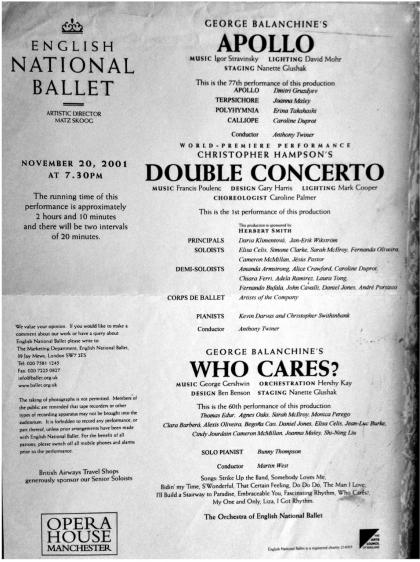 ENGLISH
NATIONAL
BALLET
ARTISTIC DIRECTOR
MATZ SKOOG
NOVEMBER 20, 2001
AT 7.30PM
The running time of this
performance is approximately
2 hours and 10 minutes
and there will be two intervals
of 20 minutes.
We value your opinion. If you would like to make a
comment about our work or have a query about
English National Ballet please write to
The Marketing Department, English National Ballet,
39 Jay Mews, London SW7 2ES
Tel: 020 7581 1245
Fax: 020 7225 0827
info@ballet.org.uk
www.ballet.org.uk
The taking of photographs is not permitted. Members of
the public are reminded that tape recorders or other
types of recording apparatus may not be brought into the
auditorium. It is forbidden to record any performance, or
part thereof, unless prior arrangements have been made
with English National Ballet. For the benefit of all
patrons, please switch off all mobile phones and alarms
prior to the performance.
British Airways Travel Shops
generously sponsor our Senior Soloists
OPERA
HOUSE
MANCHESTER
GEORGE BALANCHINE'S
APOLLO
MUSIC Igor Stravinsky LIGHTING David Mohr
STAGING Nanette Glushak
This is the 77th performance of this production
APOLLO Dmitri Gruzdyev
TERPSICHORE Joanna Maley
POLYHYMNIA Erina Takahashi
CALLIOPE Caroline Duprot
Conductor Anthony Twiner
WORLD-PREMIERE PERFORMANCE
CHRISTOPHER HAMPSON'S
DOUBLE CONCERTO
MUSIC Francis Poulenc DESIGN Gary Harris LIGHTING Mark Cooper
CHOREOLOGIST Caroline Palmer
This is the 1st performance of this production
This production is sponsored by
HERBERT SMITH
PRINCIPALS Daria Klimentová, Jan-Erik Wikström
SOLOISTS Elisa Celis, Simone Clarke, Sarah McIlroy, Fernanda Oliveira,
Cameron McMillan, Jésus Pastor
DEMI-SOLOISTS Amanda Armstrong, Alice Crawford, Caroline Duprot,
Chiara Ferri, Adela Ramirez, Laura Tong,
Fernando Bufala, John Cavalli, Daniel Jones, André Portasio
CORPS DE BALLET Artists of the Company
PIANISTS Kevin Darvas and Christopher Swithinbank
Conductor Anthony Twiner
GEORGE BALANCHINE'S
WHO CARES?
MUSIC George Gershwin ORCHESTRATION Hershy Kay
DESIGN Ben Benson STAGING Nanette Glushak
This is the 60th performance of this production
Thomas Edur, Agnes Oaks, Sarah McIlroy, Monica Perego
Clara Barberá, Alexis Oliveira, Begoña Cao, Daniel Jones, Elisa Celis, Jean-Luc Burke,
Cindy Jourdain Cameron McMillan, Joanna Maley, Shi-Ning Liu
SOLO PIANIST Bunny Thompson
Conductor Martin West
Songs: Strike Up the Band, Somebody Loves Me,
Bidin' my Time, S'Wonderful, That Certain Feeling, Do Do Do, The Man I Love,
I'll Build a Stairway to Paradise, Embraceable You, Fascinating Rhythm, Who Cares?,
My One and Only, Liza, I Got Rhythm.
The Orchestra of English National Ballet
English National Ballet is a registered charity